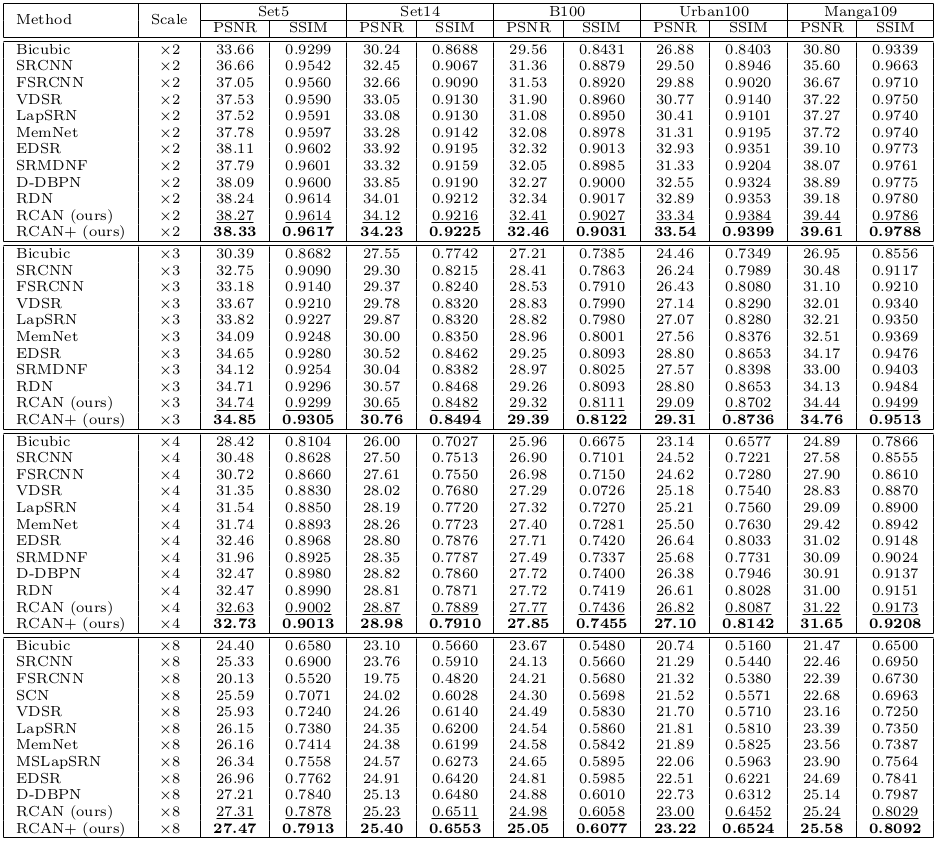 Method Scale Set5 Set14 B100 Urban100 Manga109
PSNR SSIM PSNR SSIM PSNR SSIM PSNR SSIM PSNR SSIM
Bicubic ×2 33.66 0.9299 30.24 0.8688 29.56 0.8431 26.88 0.8403 30.80 0.9339
SRCNN ×2 36.66 0.9542 32.45 0.9067 31.36 0.8879 29.50 0.8946 35.60 0.9663
FSRCNN ×2 37.05 0.9560 32.66 0.9090 31.53 0.8920 29.88 0.9020 36.67 0.9710
VDSR ×2 37.53 0.9590 33.05 0.9130 31.90 0.8960 30.77 0.9140 37.22 0.9750
LapSRN ×2 37.52 0.9591 33.08 0.9130 31.08 0.8950 30.41 0.9101 37.27 0.9740
MemNet ×2 37.78 0.9597 33.28 0.9142 32.08 0.8978 31.31 0.9195 37.72 0.9740
EDSR ×2 38.11 0.9602 33.92 0.9195 32.32 0.9013 32.93 0.9351 39.10 0.9773
SRMDNF ×2 37.79 0.9601 33.32 0.9159 32.05 0.8985 31.33 0.9204 38.07 0.9761
D-DBPN ×2 38.09 0.9600 33.85 0.9190 32.27 0.9000 32.55 0.9324 38.89 0.9775
RDN ×2 38.24 0.9614 34.01 0.9212 32.34 0.9017 32.89 0.9353 39.18 0.9780
RCAN (ours) ×2 38.27 0.9614 34.12 0.9216 32.41 0.9027 33.34 0.9384 39.44 0.9786
RCAN+ (ours) ×2 38.33 0.9617 34.23 0.9225 32.46 0.9031 33.54 0.9399 39.61 0.9788
Bicubic ×3 30.39 0.8682 27.55 0.7742 27.21 0.7385 24.46 0.7349 26.95 0.8556
SRCNN ×3 32.75 0.9090 29.30 0.8215 28.41 0.7863 26.24 0.7989 30.48 0.9117
FSRCNN ×3 33.18 0.9140 29.37 0.8240 28.53 0.7910 26.43 0.8080 31.10 0.9210
VDSR ×3 33.67 0.9210 29.78 0.8320 28.83 0.7990 27.14 0.8290 32.01 0.9340
LapSRN ×3 33.82 0.9227 29.87 0.8320 28.82 0.7980 27.07 0.8280 32.21 0.9350
MemNet ×3 34.09 0.9248 30.00 0.8350 28.96 0.8001 27.56 0.8376 32.51 0.9369
EDSR ×3 34.65 0.9280 30.52 0.8462 29.25 0.8093 28.80 0.8653 34.17 0.9476
SRMDNF ×3 34.12 0.9254 30.04 0.8382 28.97 0.8025 27.57 0.8398 33.00 0.9403
RDN ×3 34.71 0.9296 30.57 0.8468 29.26 0.8093 28.80 0.8653 34.13 0.9484
RCAN (ours) ×3 34.74 0.9299 30.65 0.8482 29.32 0.8111 29.09 0.8702 34.44 0.9499
RCAN+ (ours) ×3 34.85 0.9305 30.76 0.8494 29.39 0.8122 29.31 0.8736 34.76 0.9513
Bicubic ×4 28.42 0.8104 26.00 0.7027 25.96 0.6675 23.14 0.6577 24.89 0.7866
SRCNN ×4 30.48 0.8628 27.50 0.7513 26.90 0.7101 24.52 0.7221 27.58 0.8555
FSRCNN ×4 30.72 0.8660 27.61 0.7550 26.98 0.7150 24.62 0.7280 27.90 0.8610
VDSR ×4 31.35 0.8830 28.02 0.7680 27.29 0.0726 25.18 0.7540 28.83 0.8870
LapSRN ×4 31.54 0.8850 28.19 0.7720 27.32 0.7270 25.21 0.7560 29.09 0.8900
MemNet ×4 31.74 0.8893 28.26 0.7723 27.40 0.7281 25.50 0.7630 29.42 0.8942
EDSR ×4 32.46 0.8968 28.80 0.7876 27.71 0.7420 26.64 0.8033 31.02 0.9148
SRMDNF ×4 31.96 0.8925 28.35 0.7787 27.49 0.7337 25.68 0.7731 30.09 0.9024
D-DBPN ×4 32.47 0.8980 28.82 0.7860 27.72 0.7400 26.38 0.7946 30.91 0.9137
RDN ×4 32.47 0.8990 28.81 0.7871 27.72 0.7419 26.61 0.8028 31.00 0.9151
RCAN (ours) ×4 32.63 0.9002 28.87 0.7889 27.77 0.7436 26.82 0.8087 31.22 0.9173
RCAN+ (ours) ×4 32.73 0.9013 28.98 0.7910 27.85 0.7455 27.10 0.8142 31.65 0.9208
Bicubic ×8 24.40 0.6580 23.10 0.5660 23.67 0.5480 20.74 0.5160 21.47 0.6500
SRCNN ×8 25.33 0.6900 23.76 0.5910 24.13 0.5660 21.29 0.5440 22.46 0.6950
FSRCNN ×8 20.13 0.5520 19.75 0.4820 24.21 0.5680 21.32 0.5380 22.39 0.6730
SCN ×8 25.59 0.7071 24.02 0.6028 24.30 0.5698 21.52 0.5571 22.68 0.6963
VDSR ×8 25.93 0.7240 24.26 0.6140 24.49 0.5830 21.70 0.5710 23.16 0.7250
LapSRN ×8 26.15 0.7380 24.35 0.6200 24.54 0.5860 21.81 0.5810 23.39 0.7350
MemNet ×8 26.16 0.7414 24.38 0.6199 24.58 0.5842 21.89 0.5825 23.56 0.7387
MSLapSRN ×8 26.34 0.7558 24.57 0.6273 24.65 0.5895 22.06 0.5963 23.90 0.7564
EDSR ×8 26.96 0.7762 24.91 0.6420 24.81 0.5985 22.51 0.6221 24.69 0.7841
D-DBPN ×8 27.21 0.7840 25.13 0.6480 24.88 0.6010 22.73 0.6312 25.14 0.7987
RCAN (ours) ×8 27.31 0.7878 25.23 0.6511 24.98 0.6058 23.00 0.6452 25.24 0.8029
RCAN+ (ours) ×8 27.47 0.7913 25.40 0.6553 25.05 0.6077 23.22 0.6524 25.58 0.8092